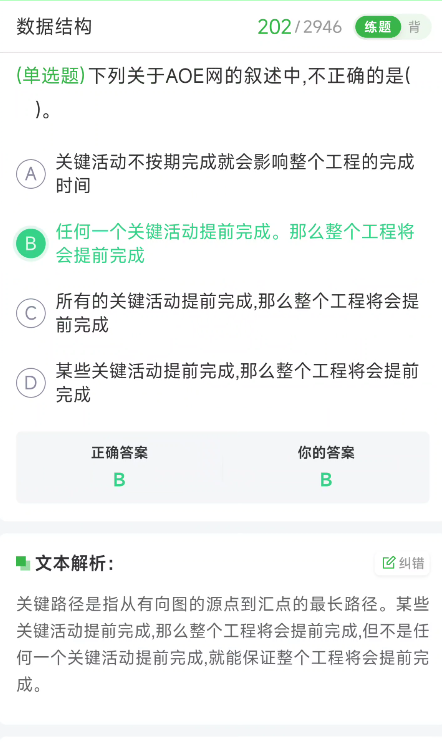 数据结构
202/2946
练题 背
(单选题)下列关于AOE网的叙述中,不正确的是(
)。
A
关键活动不按期完成就会影响整个工程的完成
时间
B
任何一个关键活动提前完成。那么整个工程将
会提前完成
C
所有的关键活动提前完成,那么整个工程将会提
前完成
D
某些关键活动提前完成,那么整个工程将会提前
完成
正确答案 你的答案
B B
文本解析:
纠错
关键路径是指从有向图的源点到汇点的最长路径。某些
关键活动提前完成,那么整个工程将会提前完成,但不是任
何一个关键活动提前完成,就能保证整个工程将会提前完
成。